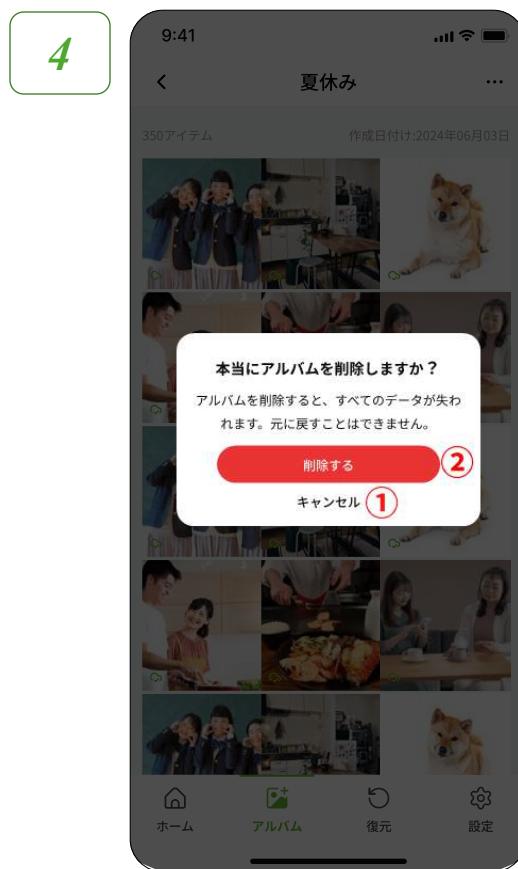 4
9:41
夏休み
350アイテム
作成日付け:2024年06月03日
本当にアルバムを削除しますか？
アルバムを削除すると、すべてのデータが失わ
れます。元に戻すことはできません。
削除する ②
キャンセル ①
ホーム アルバム 復元 設定